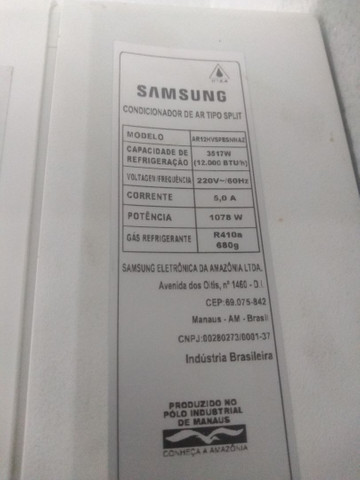 SAMSUNG
CONDICIONADOR DE AR TIPO SPLIT
MODELO AR12HVSPBSNNAZ
CAPACIDADE DE REFRIGERAÇÃO 3517W (12.000 BTU/h)
VOLTAGEM/FREQUÊNCIA 220V~/60Hz
CORRENTE 5,0 A
POTÊNCIA 1078 W
GÁS REFRIGERANTE R410a 680g
SAMSUNG ELETRÔNICA DA AMAZÔNIA LTDA.
Avenida dos Oitis, nº 1460 - D.I.
CEP: 69.075-842
Manaus - AM - Brasil
CNPJ:00280273/0001-37
Indústria Brasileira
PRODUZIDO NO
PÓLO INDUSTRIAL
DE MANAUS
CONHEÇA A AMAZÔNIA